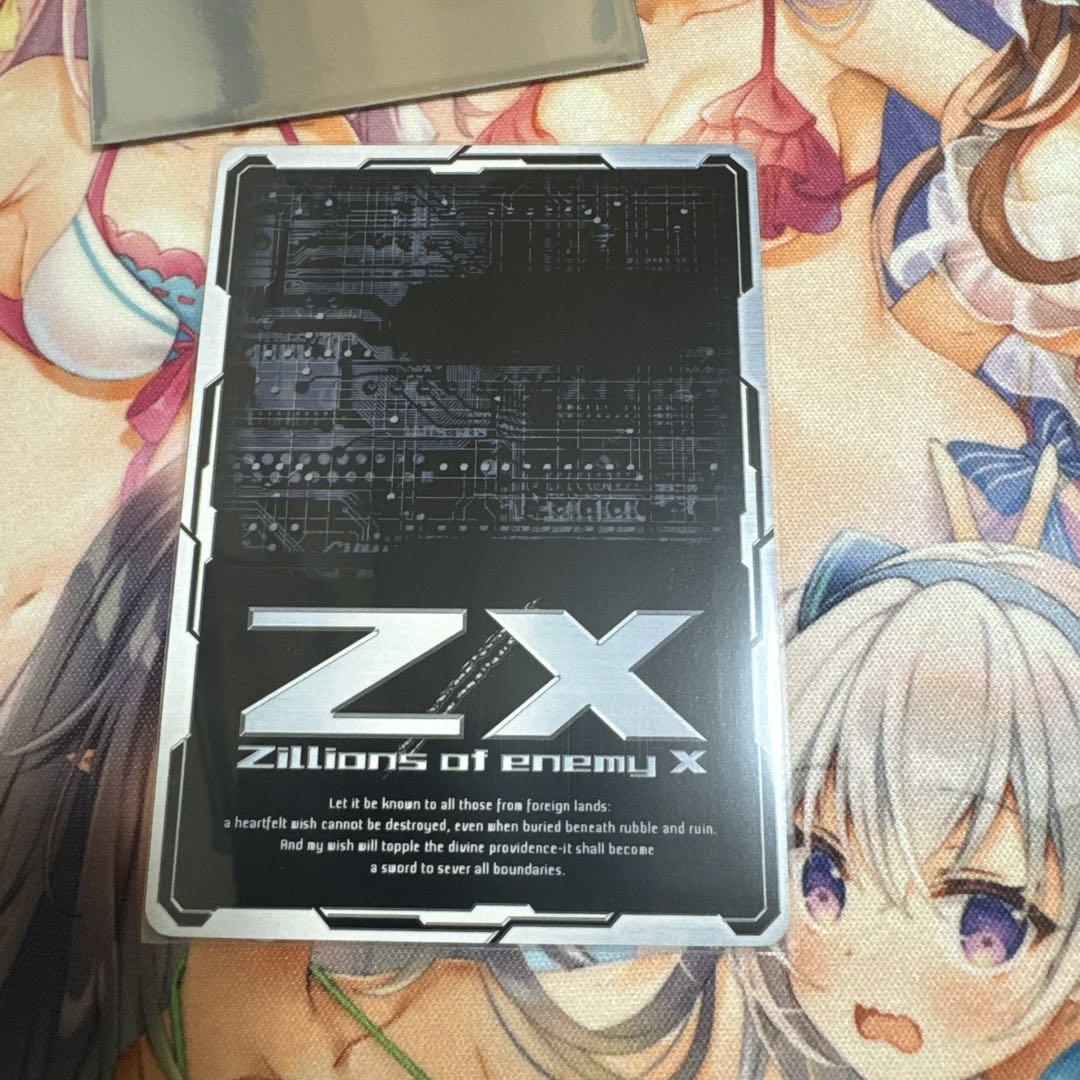 Z/X
Zillions of enemy X
Let it be known to all those from foreign lands:
a heartfelt wish cannot be destroyed, even when buried beneath rubble and ruin.
And my wish will topple the divine providence-it shall become
a sword to sever all boundaries.